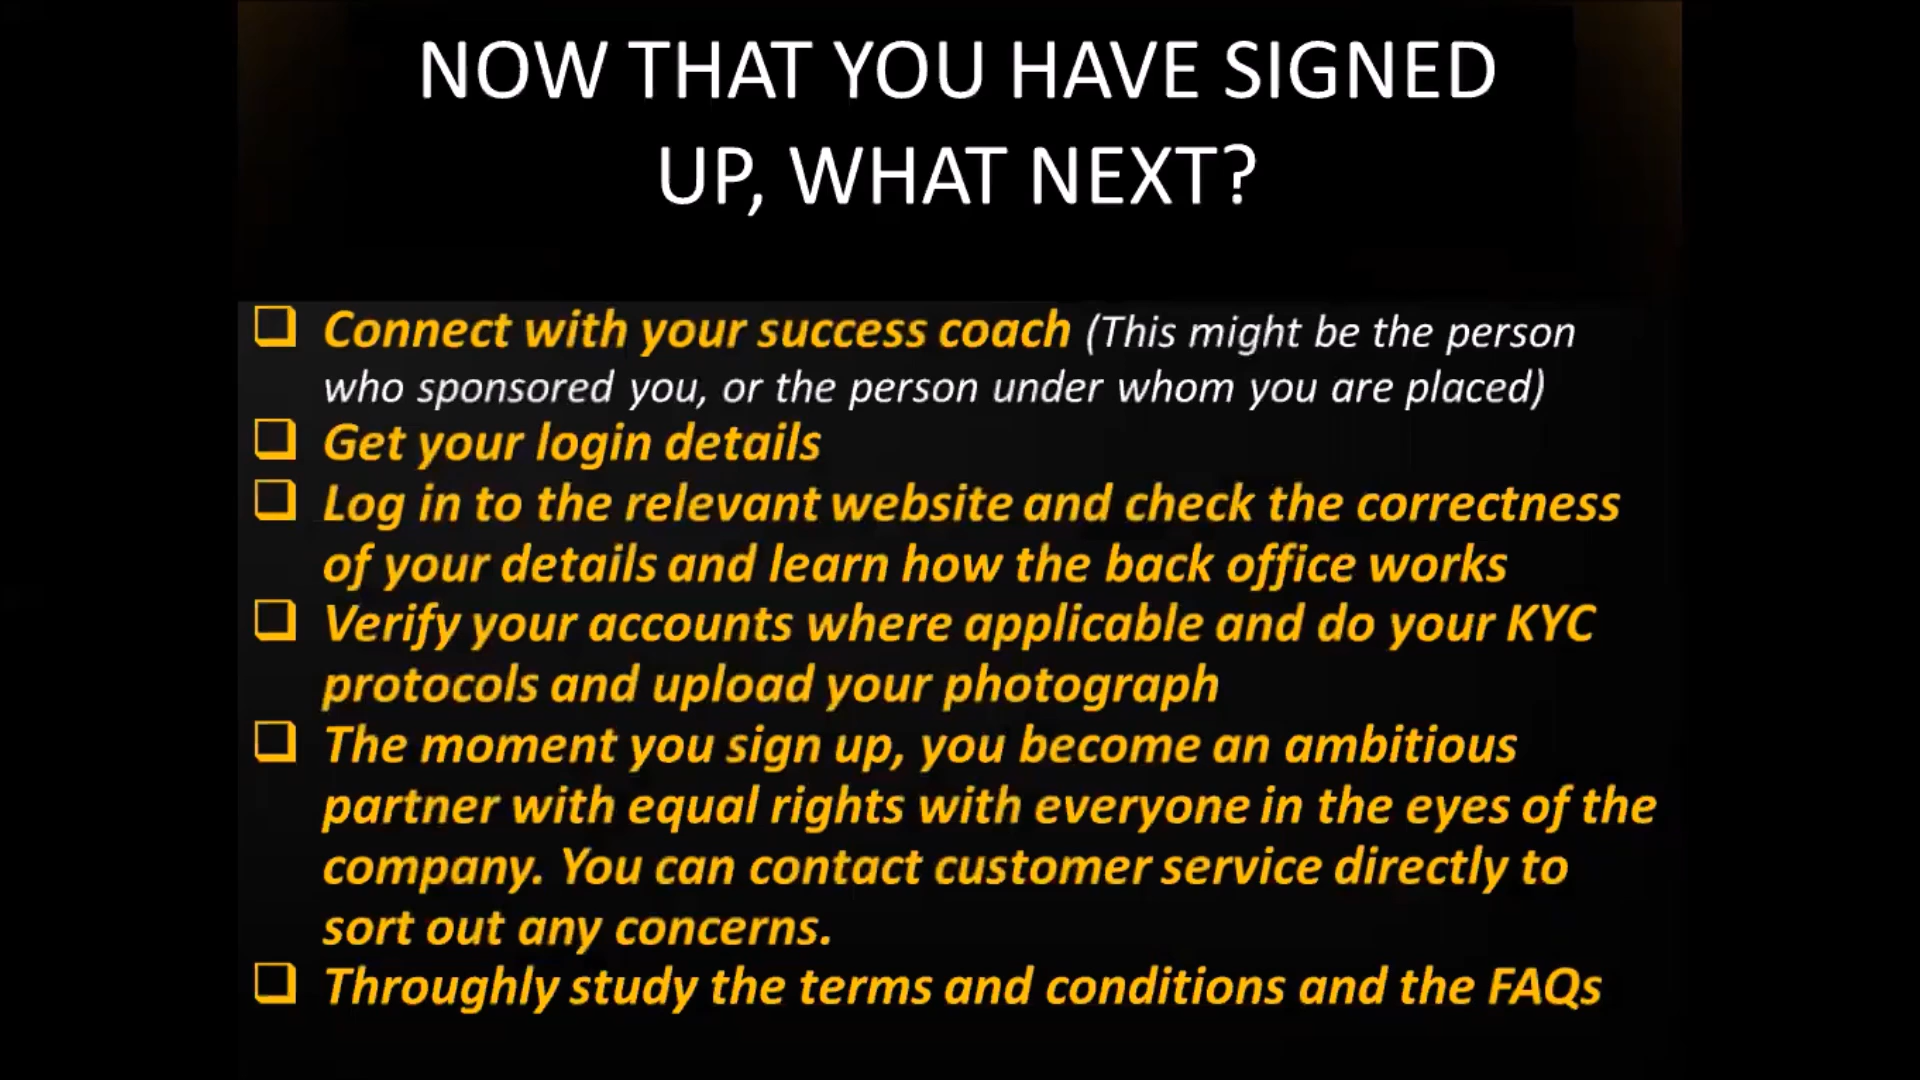 NOW THAT YOU HAVE SIGNED
UP, WHAT NEXT?
Connect with your success coach (This might be the person
who sponsored you, or the person under whom you are placed)
Get your login details
Log in to the relevant website and check the correctness
of your details and learn how the back office works
Verify your accounts where applicable and do your KYC
protocols and upload your photograph
The moment you sign up, you become an ambitious
partner with equal rights with everyone in the eyes of the
company. You can contact customer service directly to
sort out any concerns.
Throughly study the terms and conditions and the FAQs